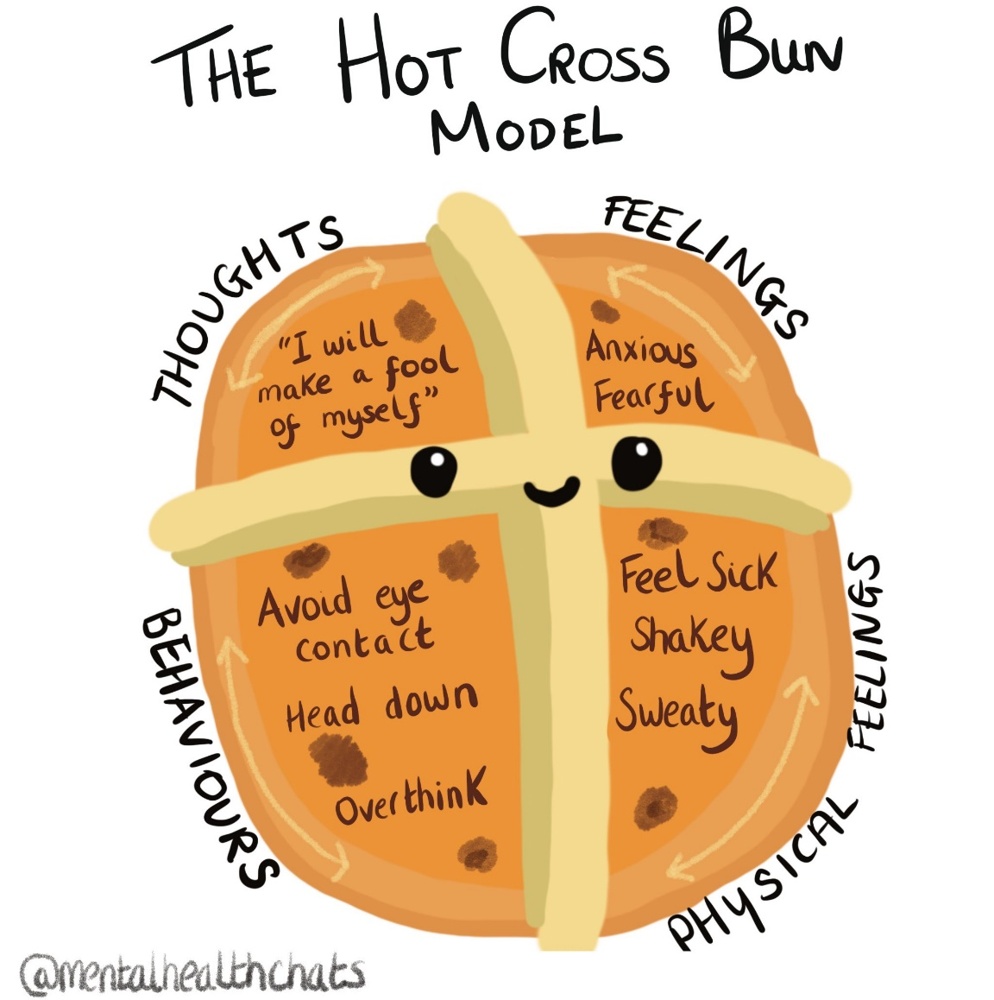 THE HOT CROSS BUN
MODEL
THOUGHTS
FEELINGS
"I will
make a fool
of myself"
Anxious
Fearful
BEHAVIOURS
Avoid eye
contact
Head down
Overthink
Feel Sick
Shakey
Sweaty
PHYSICAL FEELINGS
@mentalhealthchats